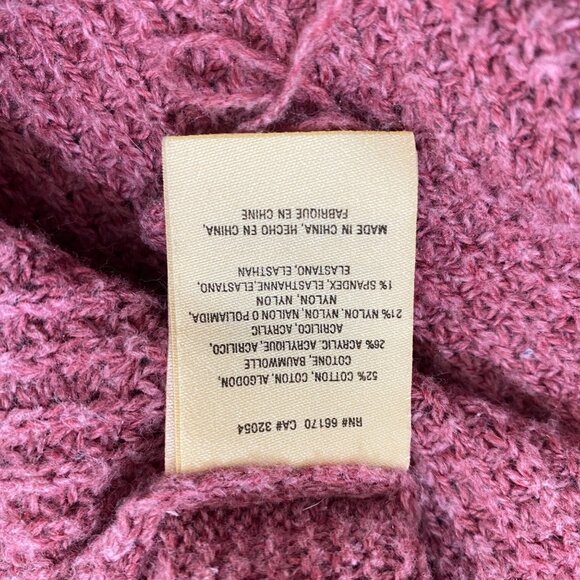 RN# 66170 CA# 32054
52% COTTON, COTON, ALGODON,
COTONE, BAUMWOLLE
26% ACRYLIC, ACRYLIQUE, ACRILICO,
ACRILICO, ACRYLIC
21% NYLON, NYLON, NAILON O POLIAMIDA,
NYLON, NYLON
1% SPANDEX, ELASTHANNE, ELASTANO,
ELASTANO, ELASTHAN
MADE IN CHINA, HECHO EN CHINA,
FABRIQUE EN CHINE